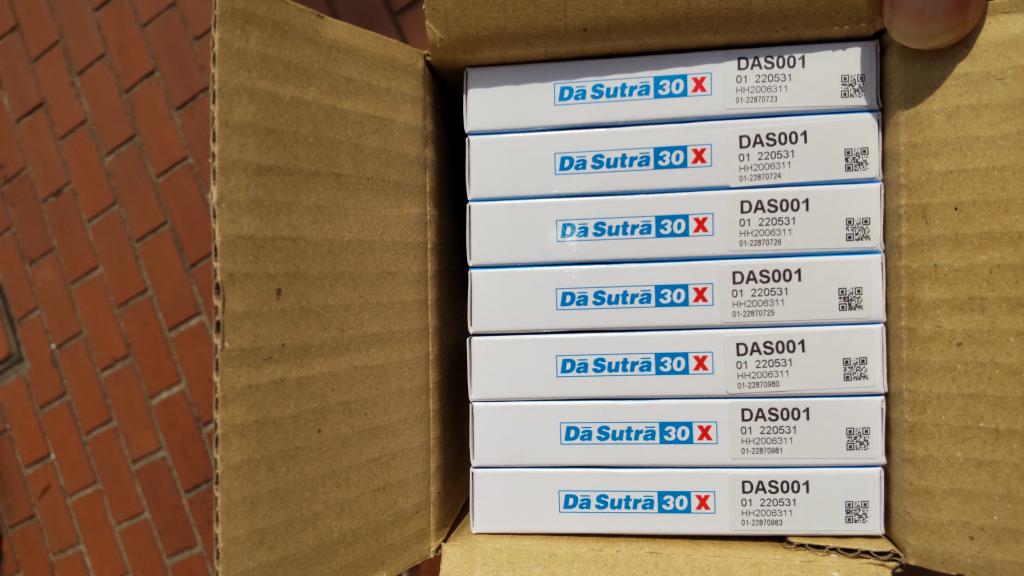 Dā Sutrā 30 X
DAS001
01 220531
HH2006311
01-22870723
Dā Sutrā 30 X
DAS001
01 220531
HH2006311
01-22870724
Dā Sutrā 30 X
DAS001
01 220531
HH2006311
01-22870726
Dā Sutrā 30 X
DAS001
01 220531
HH2006311
01-22870725
Dā Sutrā 30 X
DAS001
01 220531
HH2006311
01-22870980
Dā Sutrā 30 X
DAS001
01 220531
HH2006311
01-22870981
Dā Sutrā 30 X
DAS001
01 220531
HH2006311
01-22870983